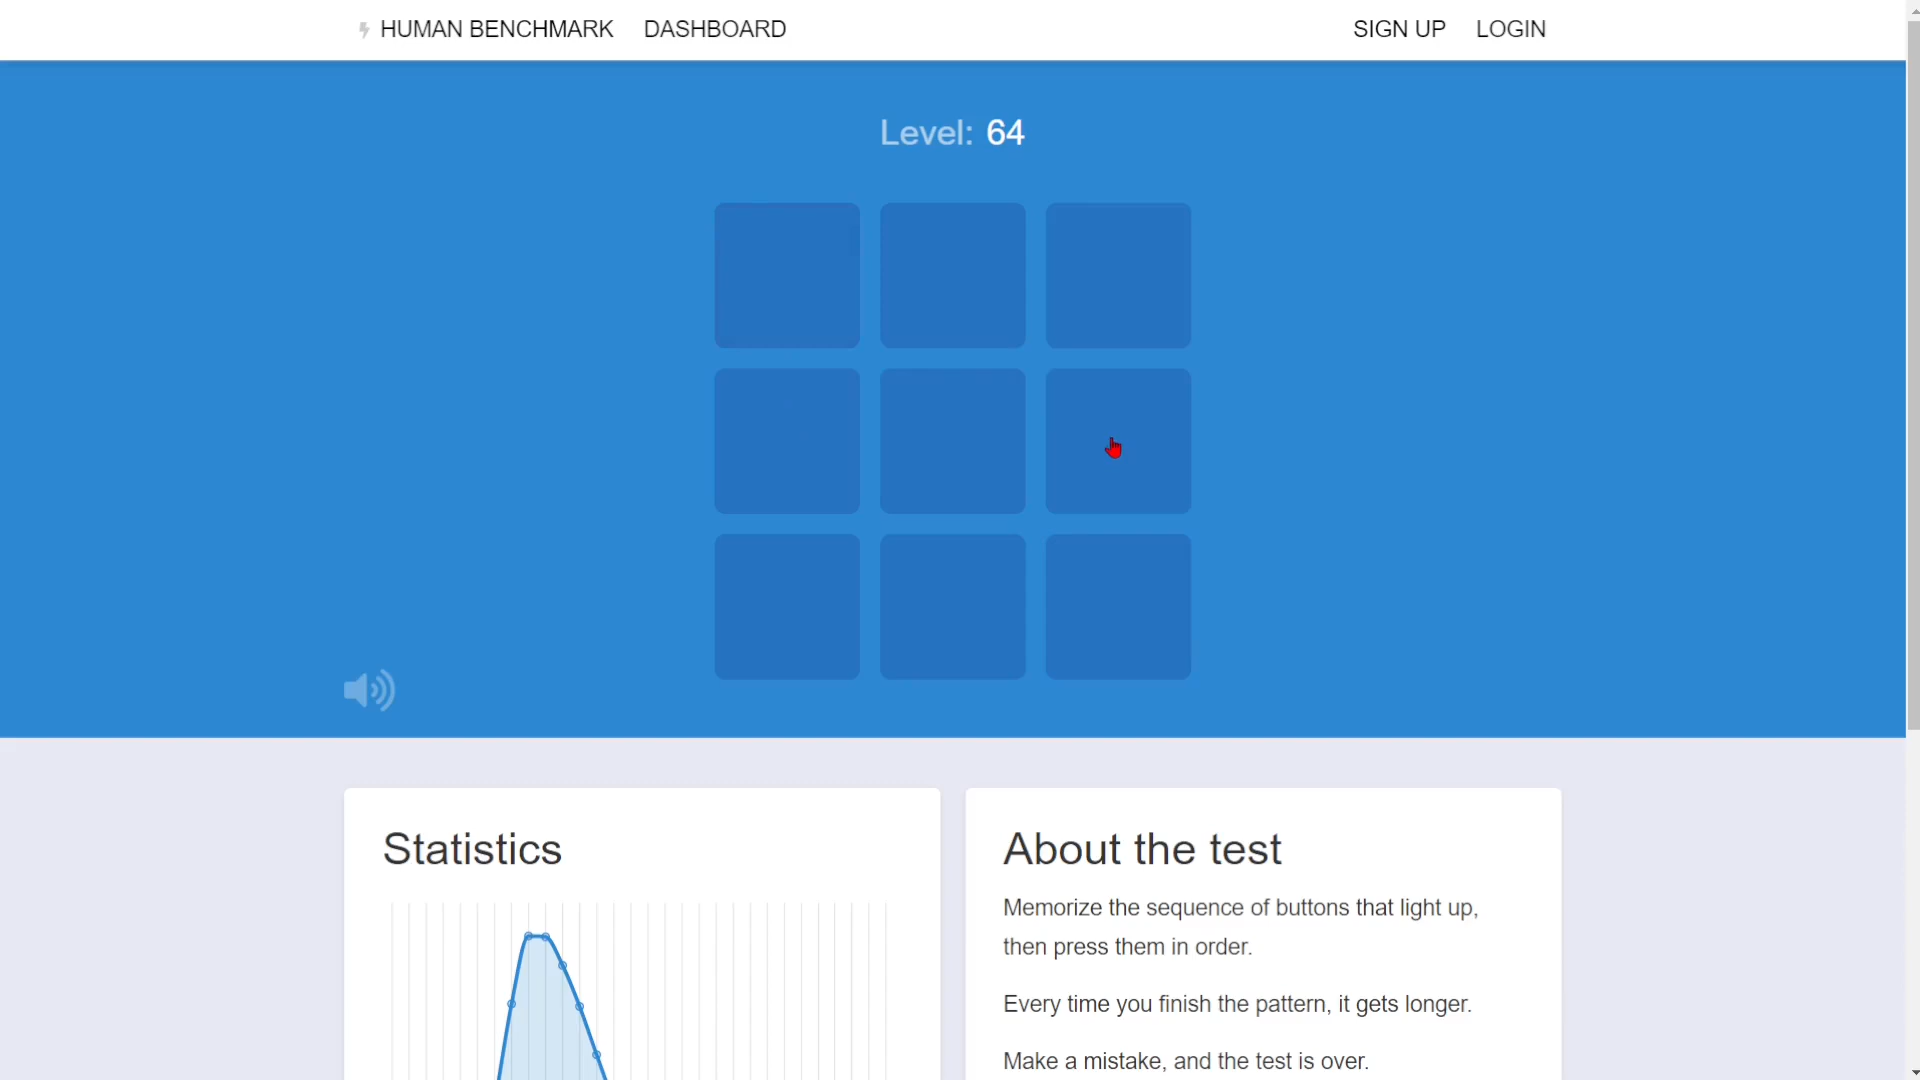 HUMAN BENCHMARK DASHBOARD SIGN UP LOGIN
Level: 64
Statistics
About the test
Memorize the sequence of buttons that light up,
then press them in order.
Every time you finish the pattern, it gets longer.
Make a mistake, and the test is over.